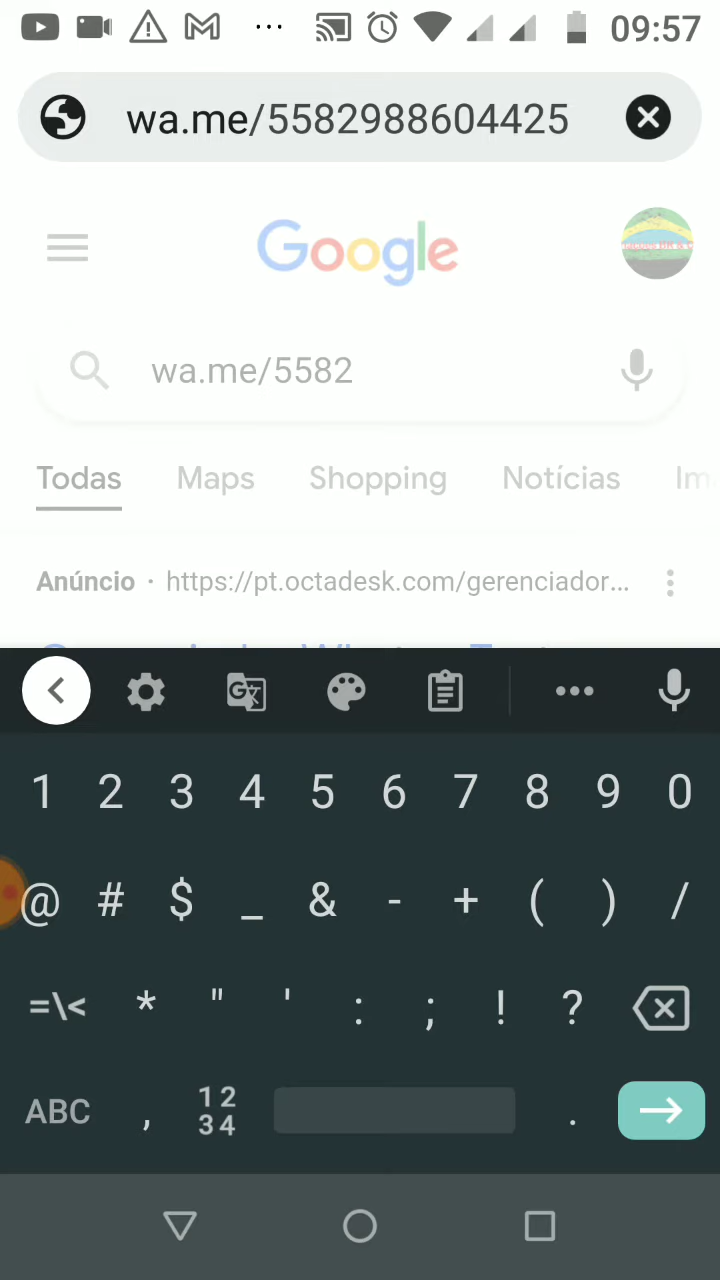 09:57
wa.me/5582988604425
Google
wa.me/5582
Todas Maps Shopping Notícias Im
Anúncio · https://pt.octadesk.com/gerenciador...
1 2 3 4 5 6 7 8 9 0
@ # $ _ & - + ( ) /
=\< * " ' : ; ! ?
ABC , 12 34 .